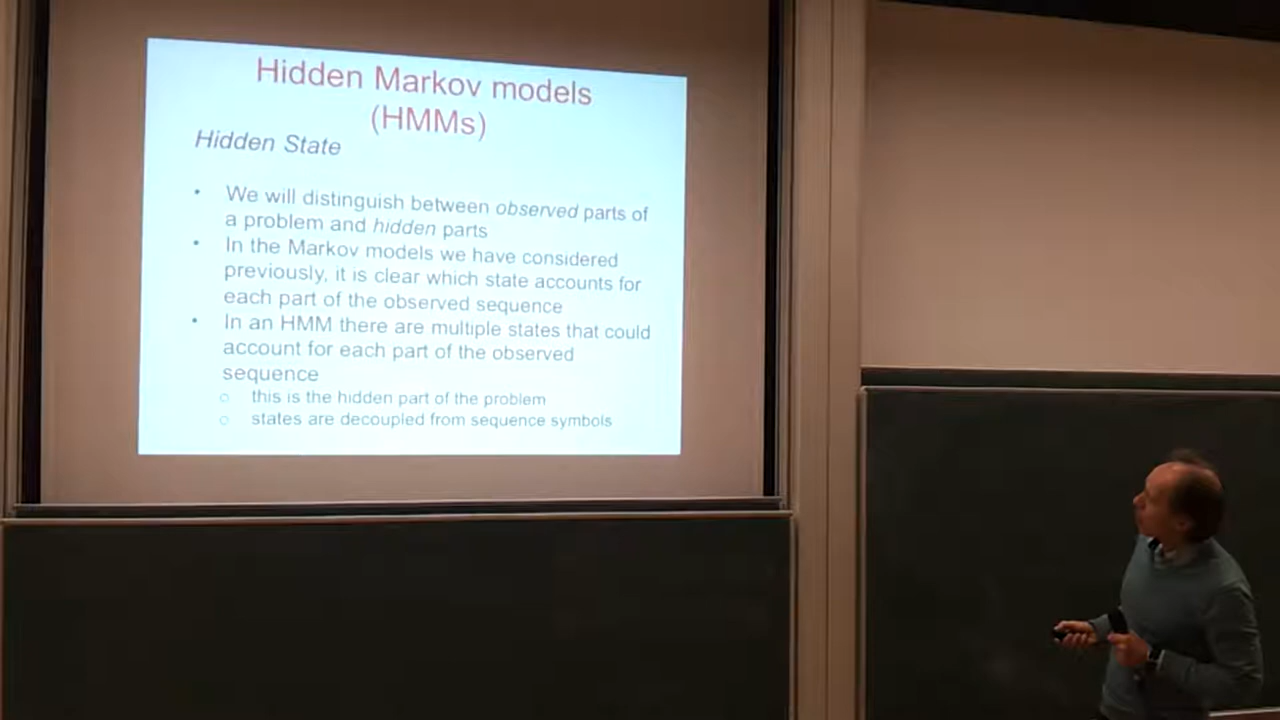 Hidden Markov models
(HMMs)
Hidden State
• We will distinguish between observed parts of
a problem and hidden parts
• In the Markov models we have considered
previously, it is clear which state accounts for
each part of the observed sequence
• In an HMM there are multiple states that could
account for each part of the observed
sequence
○ this is the hidden part of the problem
○ states are decoupled from sequence symbols